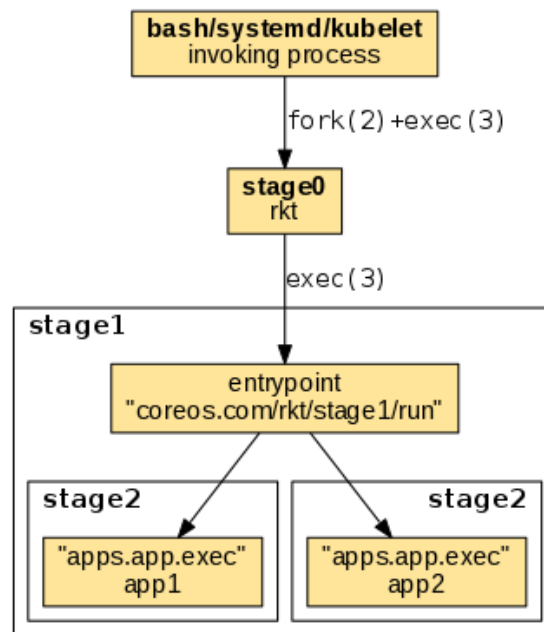 bash/systemd/kubelet
invoking process
fork(2)+exec(3)
stage0
rkt
exec(3)
stage1
entrypoint
"coreos.com/rkt/stage1/run"
stage2
"apps.app.exec"
app1
stage2
"apps.app.exec"
app2